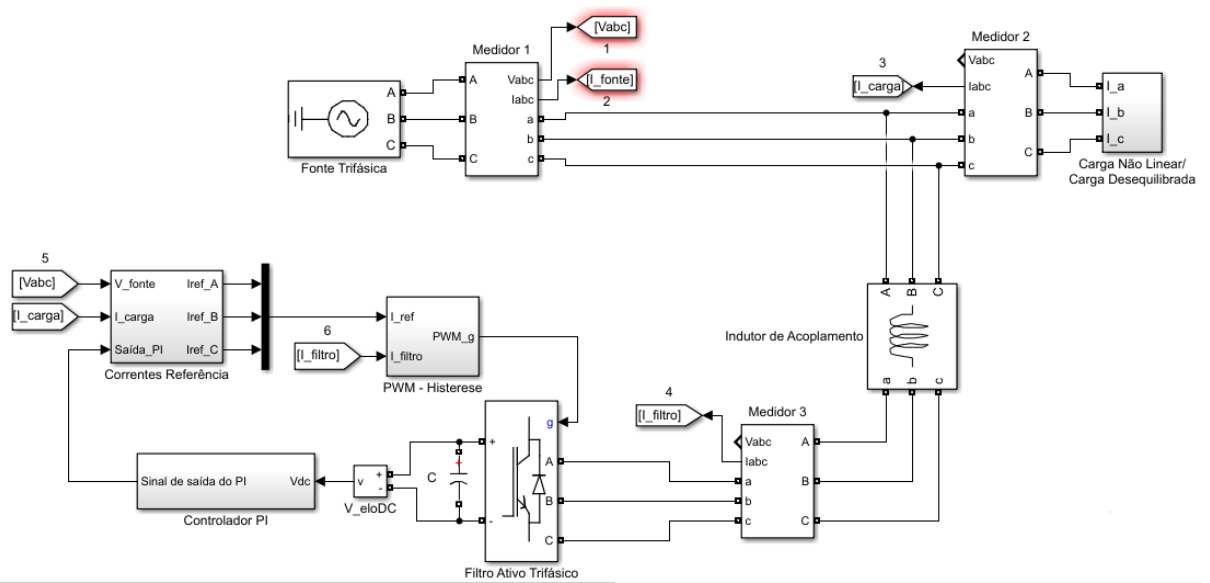 [Vabc]
1
Medidor 1
Vabc
Iabc
A
B
C
a
b
c
[I_fonte]
2
A
B
C
Fonte Trifásica
Medidor 2
3
[I_carga]
Vabc
Iabc
a
b
c
A
B
C
I_a
I_b
I_c
Carga Não Linear/
Carga Desequilibrada
5
[Vabc]
[I_carga]
V_fonte
I_carga
Saída_PI
Iref_A
Iref_B
Iref_C
Correntes Referência
6
[I_filtro]
I_ref
I_filtro
PWM_g
PWM - Histerese
A
B
C
Indutor de Acoplamento
a
b
c
4
[I_filtro]
Medidor 3
Vabc
Iabc
a
b
c
A
B
C
g
+
-
A
B
C
Filtro Ativo Trifásico
C
+
v
+
-
V_eloDC
Sinal de saída do PI
Vdc
Controlador PI